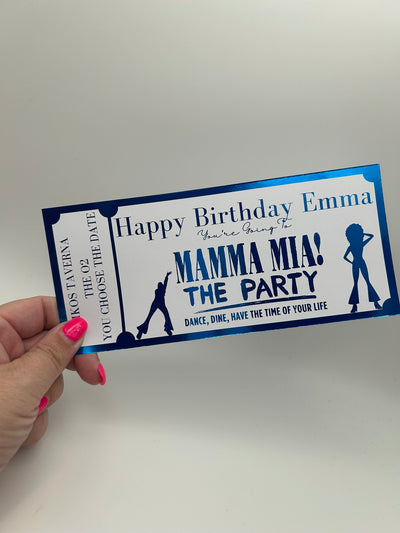 Happy Birthday Emma
You're Going To
MAMMA MIA!
THE PARTY
DANCE, DINE, HAVE THE TIME OF YOUR LIFE
TAVERNA
THE O2
YOU CHOOSE THE DATE